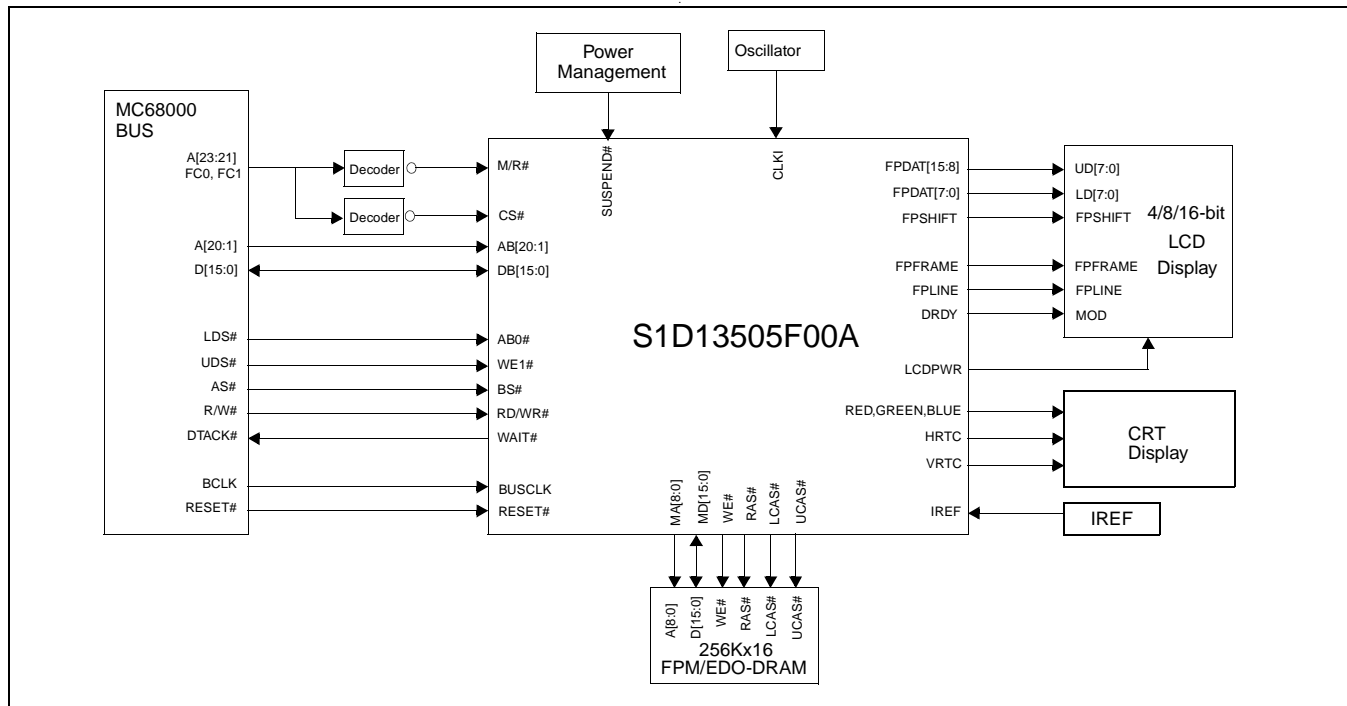 Power
Management
Oscillator
MC68000
BUS
A[23:21]
FC0, FC1
Decoder
M/R#
SUSPEND#
CLKI
FPDAT[15:8]
UD[7:0]
FPDAT[7:0]
LD[7:0]
Decoder
CS#
FPSHIFT
FPSHIFT
4/8/16-bit
LCD
Display
A[20:1]
AB[20:1]
D[15:0]
DB[15:0]
FPFRAME
FPFRAME
FPLINE
FPLINE
DRDY
MOD
S1D13505F00A
LDS#
AB0#
UDS#
WE1#
LCDPWR
AS#
BS#
R/W#
RD/WR#
RED,GREEN,BLUE
DTACK#
WAIT#
HRTC
CRT
Display
VRTC
BCLK
BUSCLK
RESET#
RESET#
MA[8:0]
MD[15:0]
WE#
RAS#
LCAS#
UCAS#
IREF
IREF
A[8:0]
D[15:0]
WE#
RAS#
LCAS#
UCAS#
256Kx16
FPM/EDO-DRAM